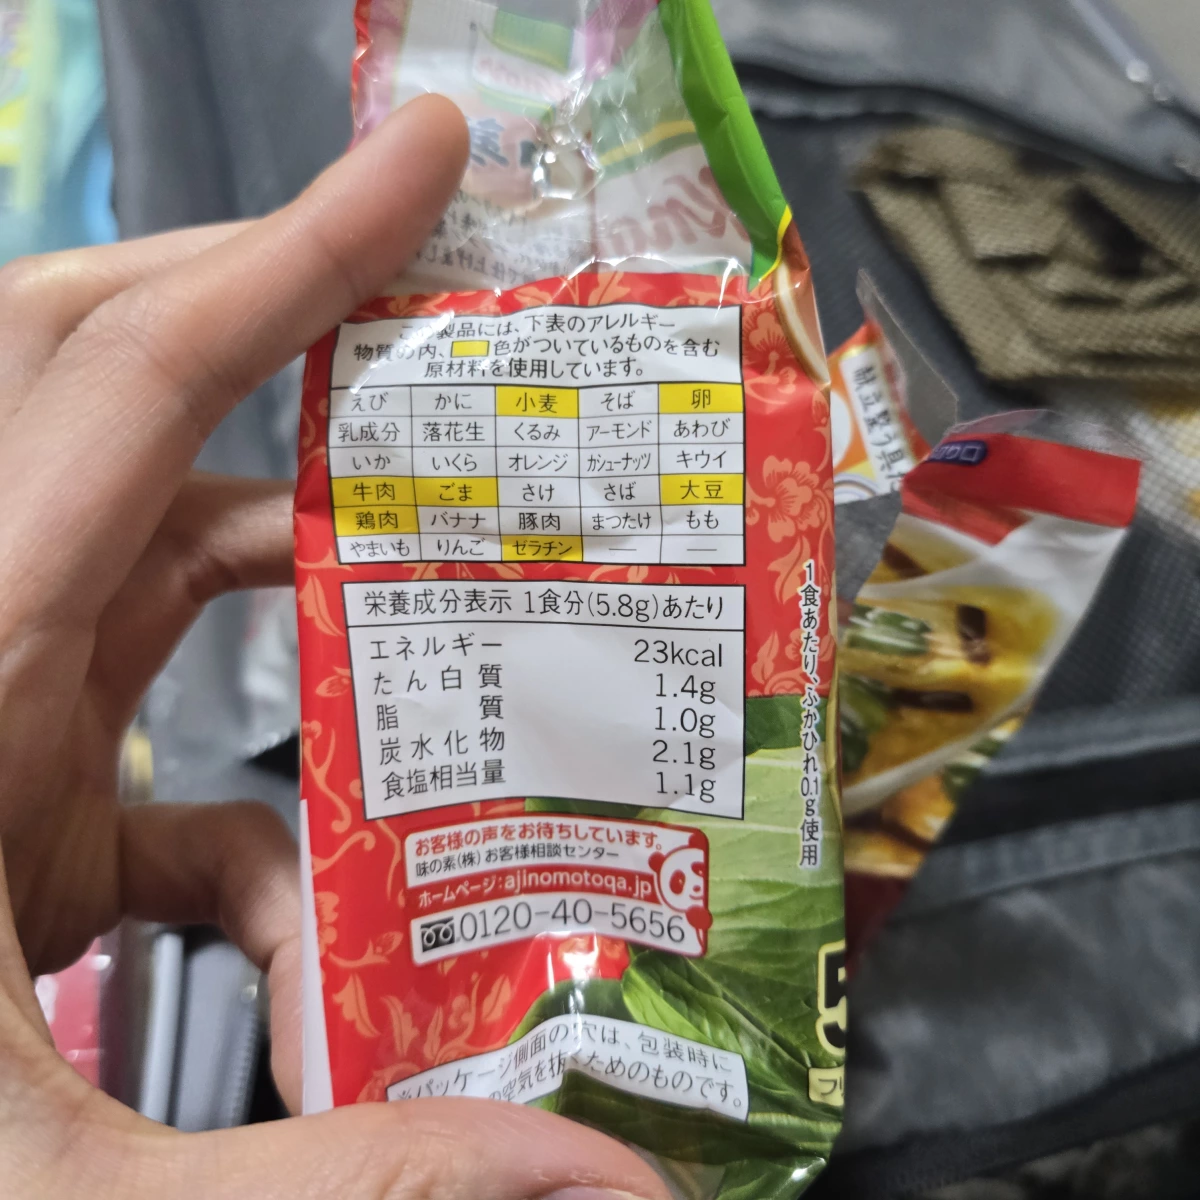 この製品には、下表のアレルギー
物質の内、色がついているものを含む
原材料を使用しています。
えび かに 小麦 そば 卵
乳成分 落花生 くるみ アーモンド あわび
いか いくら オレンジ カシューナッツ キウイ
牛肉 ごま さけ さば 大豆
鶏肉 バナナ 豚肉 まつたけ もも
やまいも りんご ゼラチン — —
栄養成分表示 1食分(5.8g)あたり
エネルギー 23kcal
たん白質 1.4g
脂質 1.0g
炭水化物 2.1g
食塩相当量 1.1g
1食あたり、ふかひれ0.1g使用
お客様の声をお待ちしています。
味の素(株)お客様相談センター
ホームページ:ajinomotoqa.jp
0120-40-5656
※パッケージ側面の穴は、包装時に
の空気を抜くためのものです。